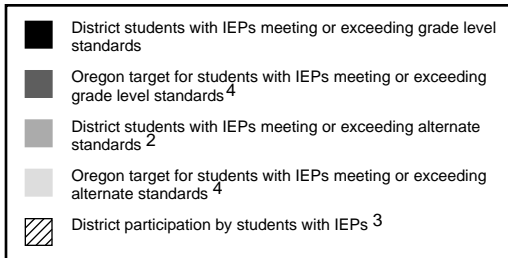 District students with IEPs meeting or exceeding grade level
standards
Oregon target for students with IEPs meeting or exceeding
grade level standards 4
District students with IEPs meeting or exceeding alternate
standards 2
Oregon target for students with IEPs meeting or exceeding
alternate standards 4
District participation by students with IEPs 3